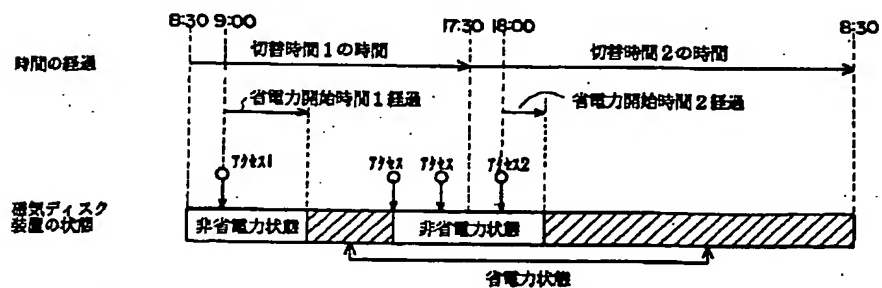 8:30 9:00 17:30 18:00 8:30
時間の経過
切替時間1の時間
切替時間2の時間
省電力開始時間1経過
省電力開始時間2経過
アクセス1
アクセス
アクセス
アクセス2
磁気ディスク
装置の状態
非省電力状態
非省電力状態
省電力状態